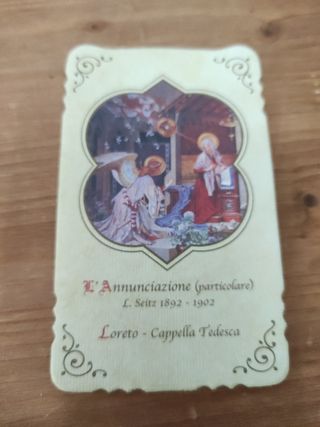 L'Annunciazione (particolare)
L. Seitz 1892 - 1902
Loreto - Cappella Tedesca